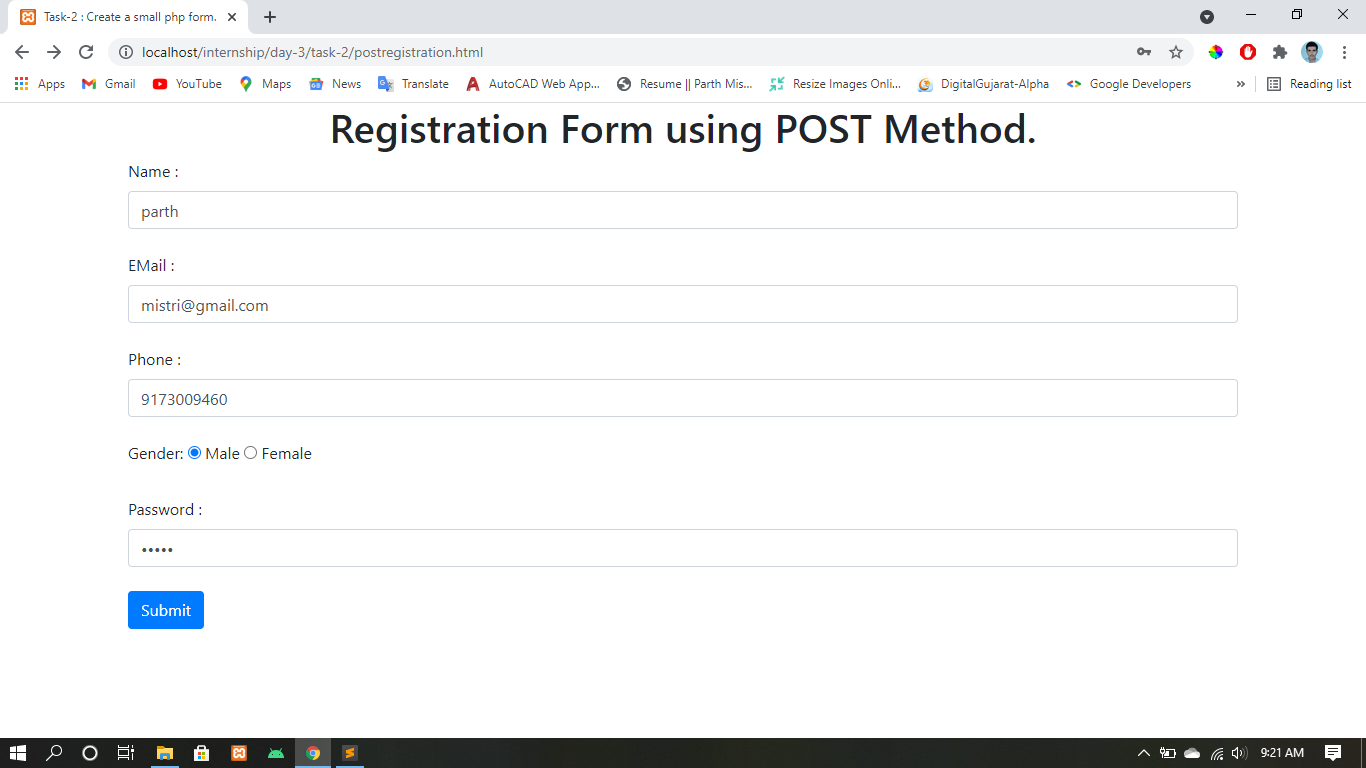 Task-2 : Create a small php form.
localhost/internship/day-3/task-2/postregistration.html
Apps Gmail YouTube Maps News Translate AutoCAD Web App... Resume || Parth Mis... Resize Images Onli... DigitalGujarat-Alpha Google Developers » Reading list
Registration Form using POST Method.
Name :
parth
EMail :
mistri@gmail.com
Phone :
9173009460
Gender: Male Female
Password :
•••••
Submit
9:21 AM